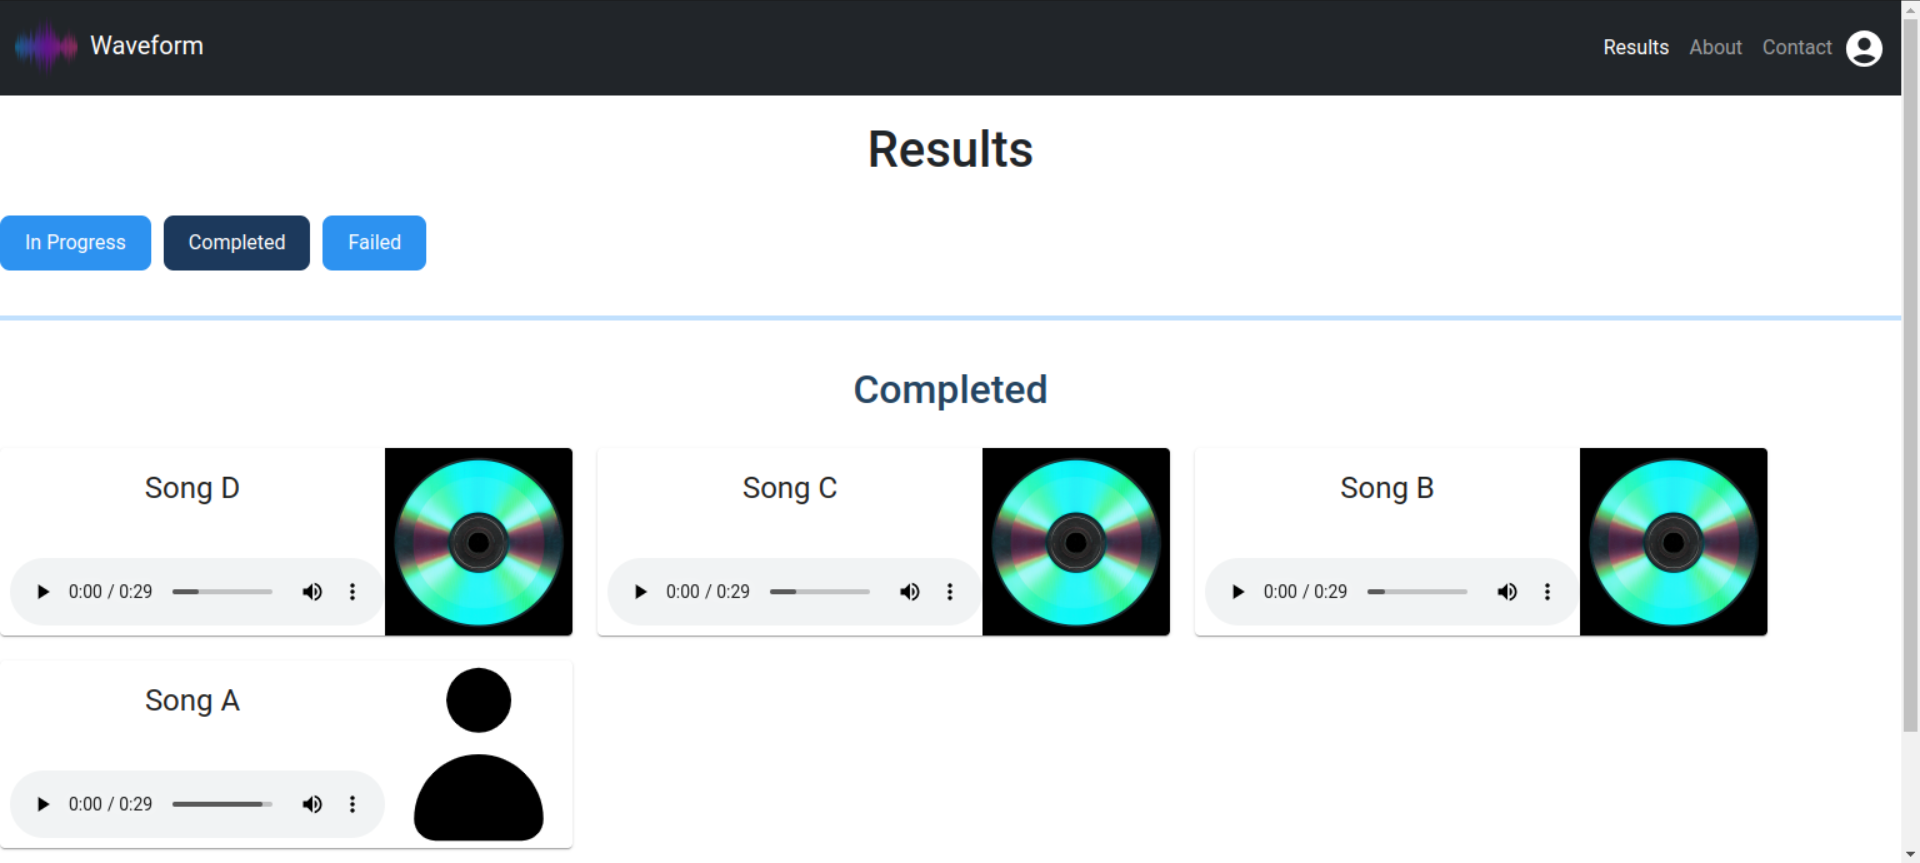 Waveform
Results About Contact
Results
In Progress Completed Failed
Completed
Song D
0:00 / 0:29
Song C
0:00 / 0:29
Song B
0:00 / 0:29
Song A
0:00 / 0:29